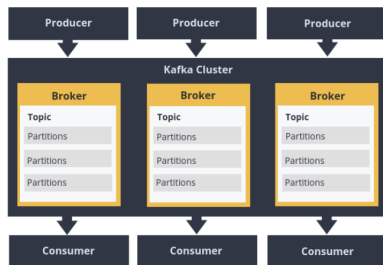 Producer Producer Producer
Kafka Cluster
Broker Broker Broker
Topic Topic Topic
Partitions Partitions Partitions
Partitions Partitions Partitions
Partitions Partitions Partitions
Consumer Consumer Consumer